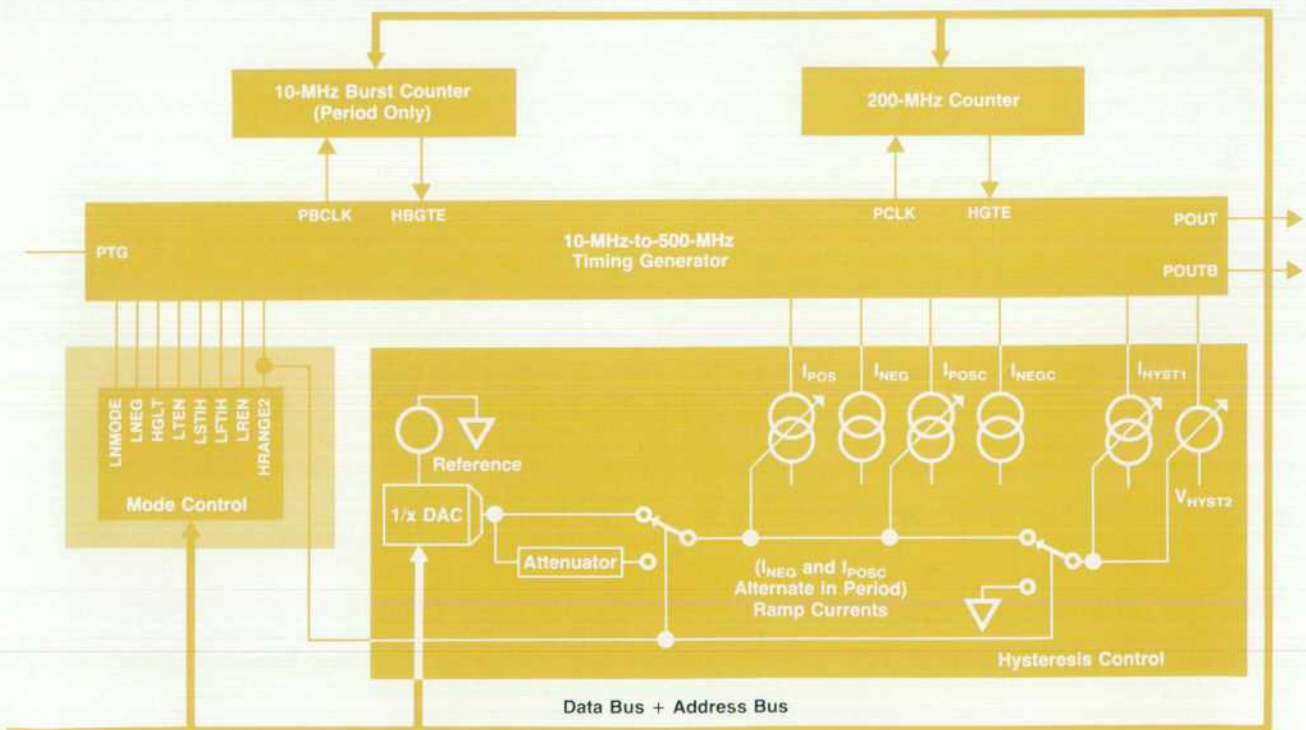 10-MHz Burst Counter
(Period Only)
200-MHz Counter
PBCLK
HBGTE
PCLK
HGTE
POUT
PTG
10-MHz-to-500-MHz
Timing Generator
POUTB
LNMODE
LNEG
HGLT
LTEN
LSTIH
LFTIH
LREN
HRANGE2
Mode Control
IPOS
INEG
IPOSC
INEGC
IHYST1
Reference
VHYST2
1/x DAC
Attenuator
(INEG and IPOSC
Alternate in Period)
Ramp Currents
Hysteresis Control
Data Bus + Address Bus